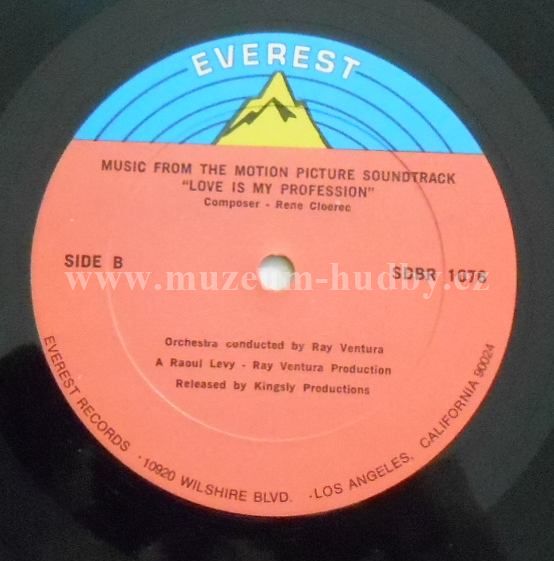 EVEREST
MUSIC FROM THE MOTION PICTURE SOUNDTRACK
"LOVE IS MY PROFESSION"
Composer - Rene Cloerec
SIDE B
SDBR 1076
www.muzeum-hudby.cz
Orchestra conducted by Ray Ventura
A Raoul Levy - Ray Ventura Production
Released by Kingsly Productions
EVEREST RECORDS · 10920 WILSHIRE BLVD. · LOS ANGELES, CALIFORNIA 90024